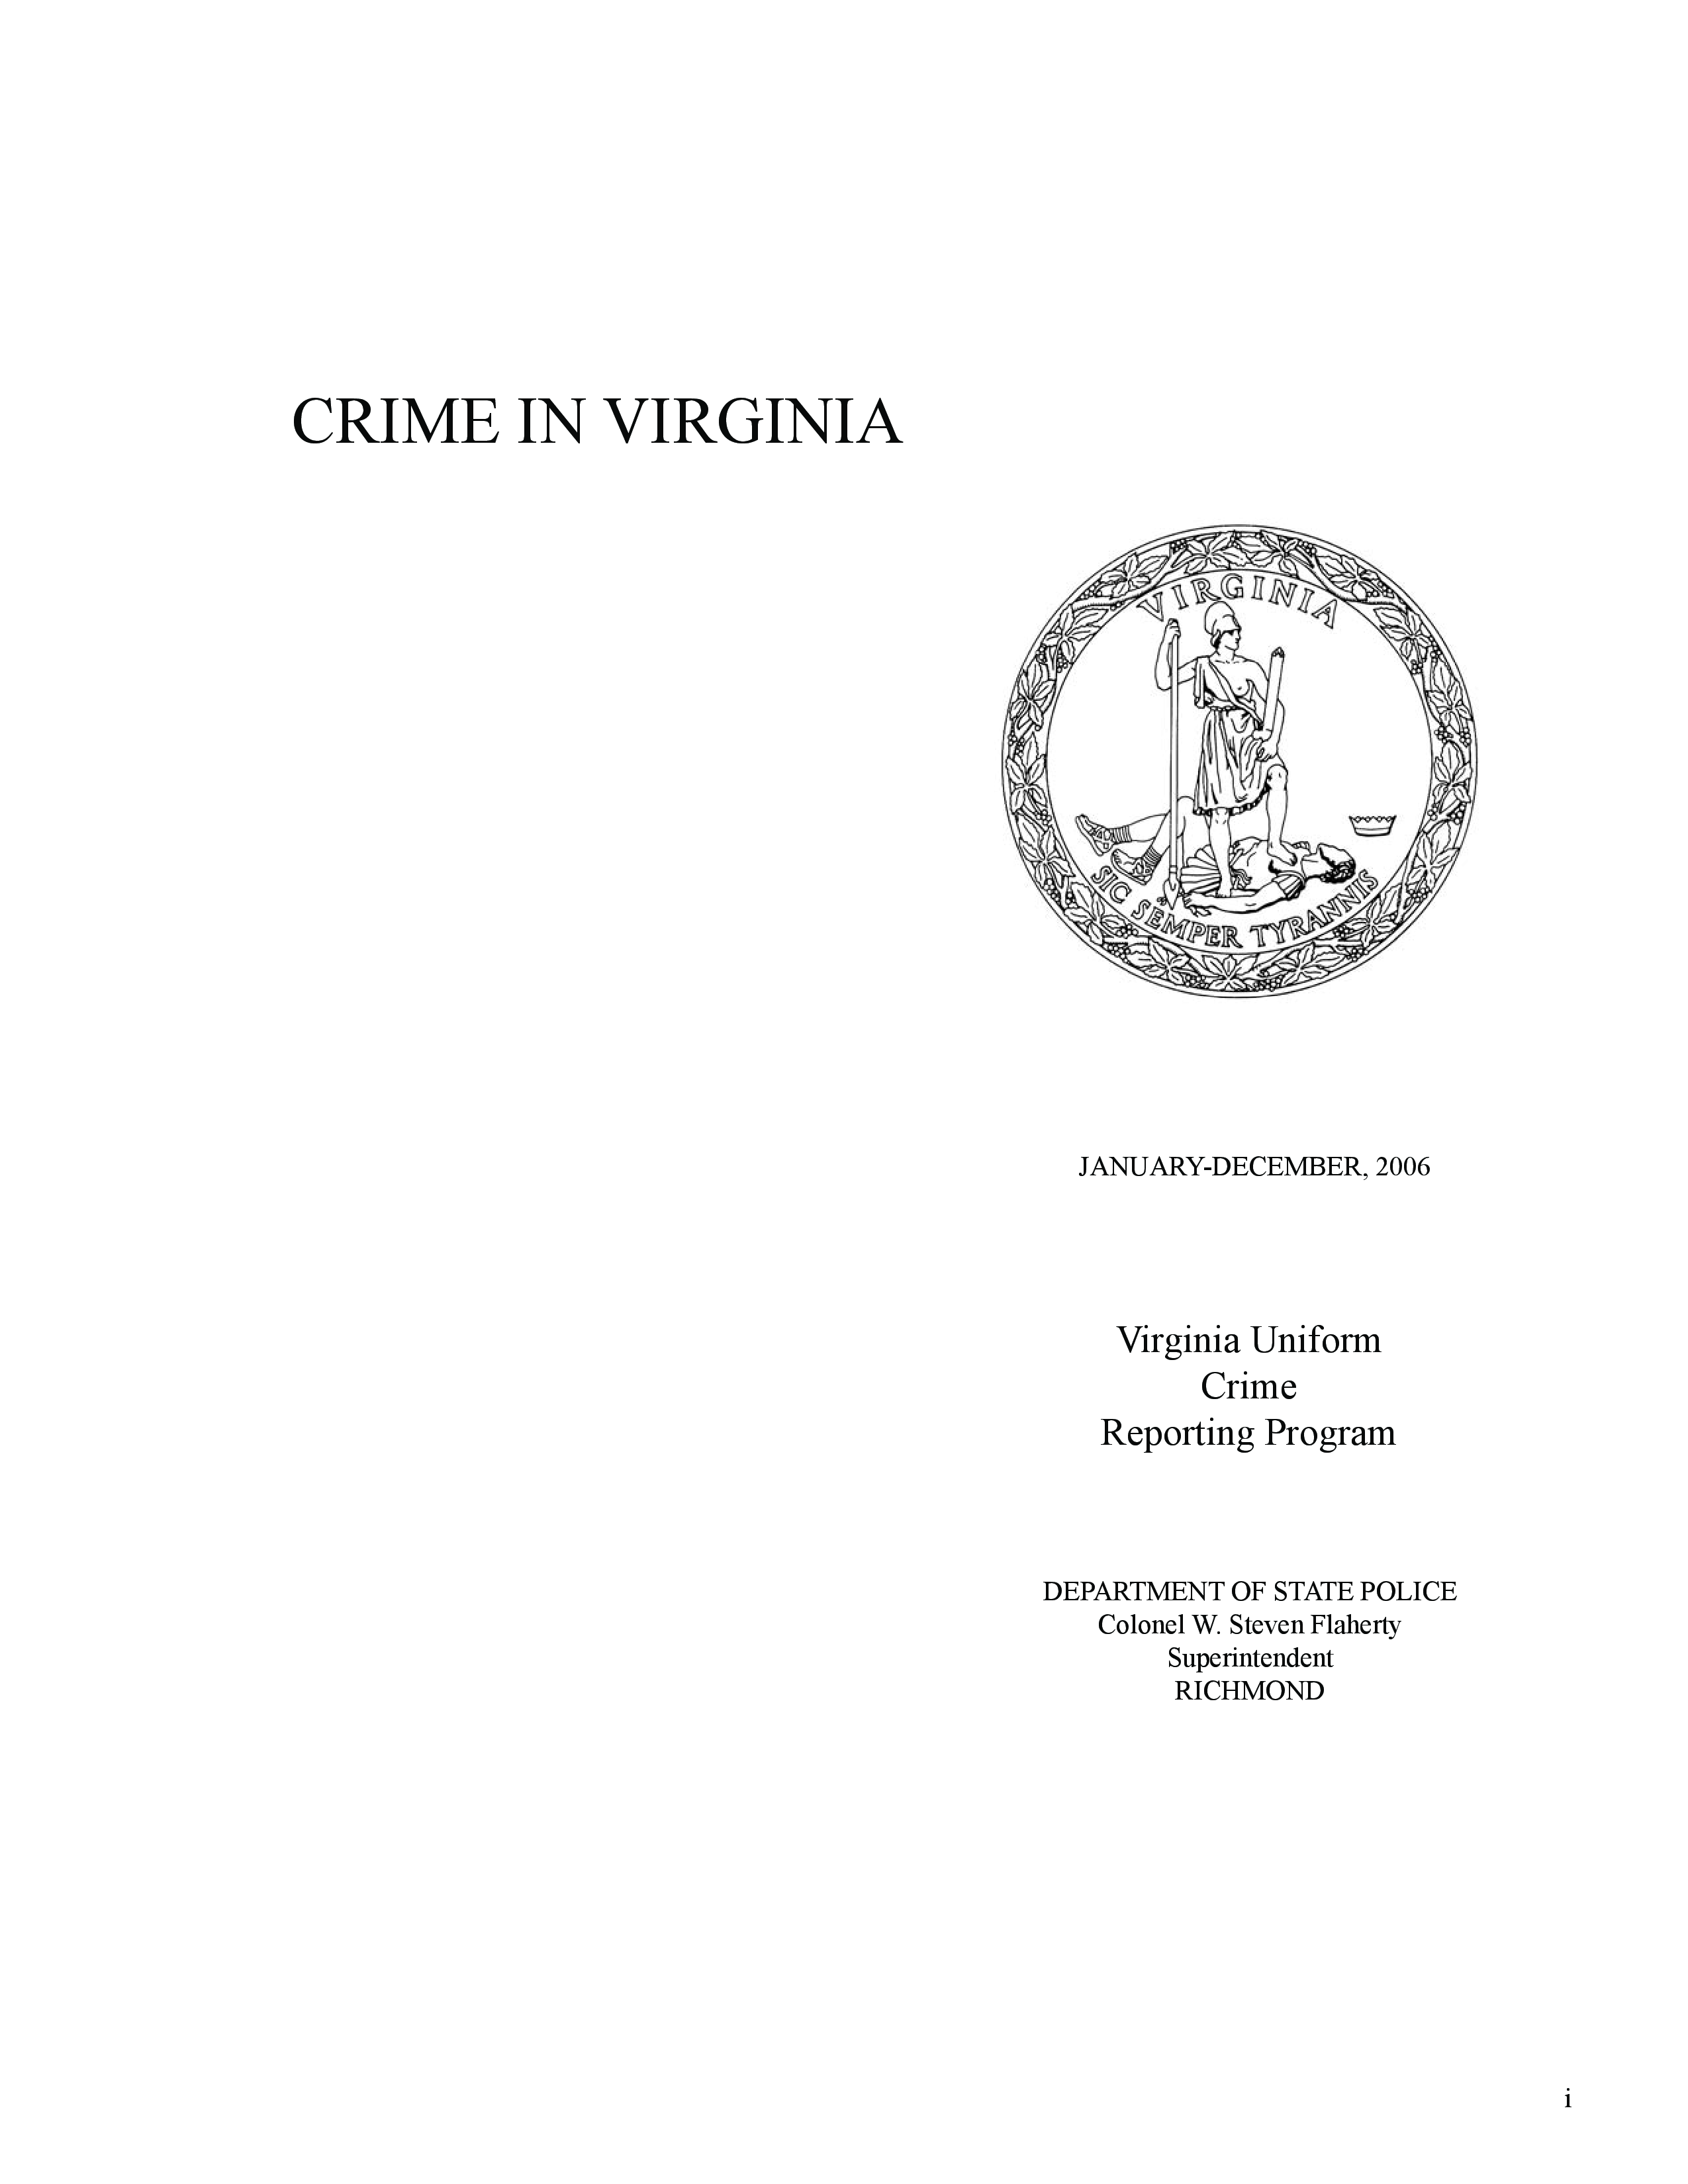 CRIME IN VIRGINIA
VIRGINIA
SIC SEMPER TYRANNIS
JANUARY-DECEMBER, 2006
Virginia Uniform
Crime
Reporting Program
DEPARTMENT OF STATE POLICE
Colonel W. Steven Flaherty
Superintendent
RICHMOND
i